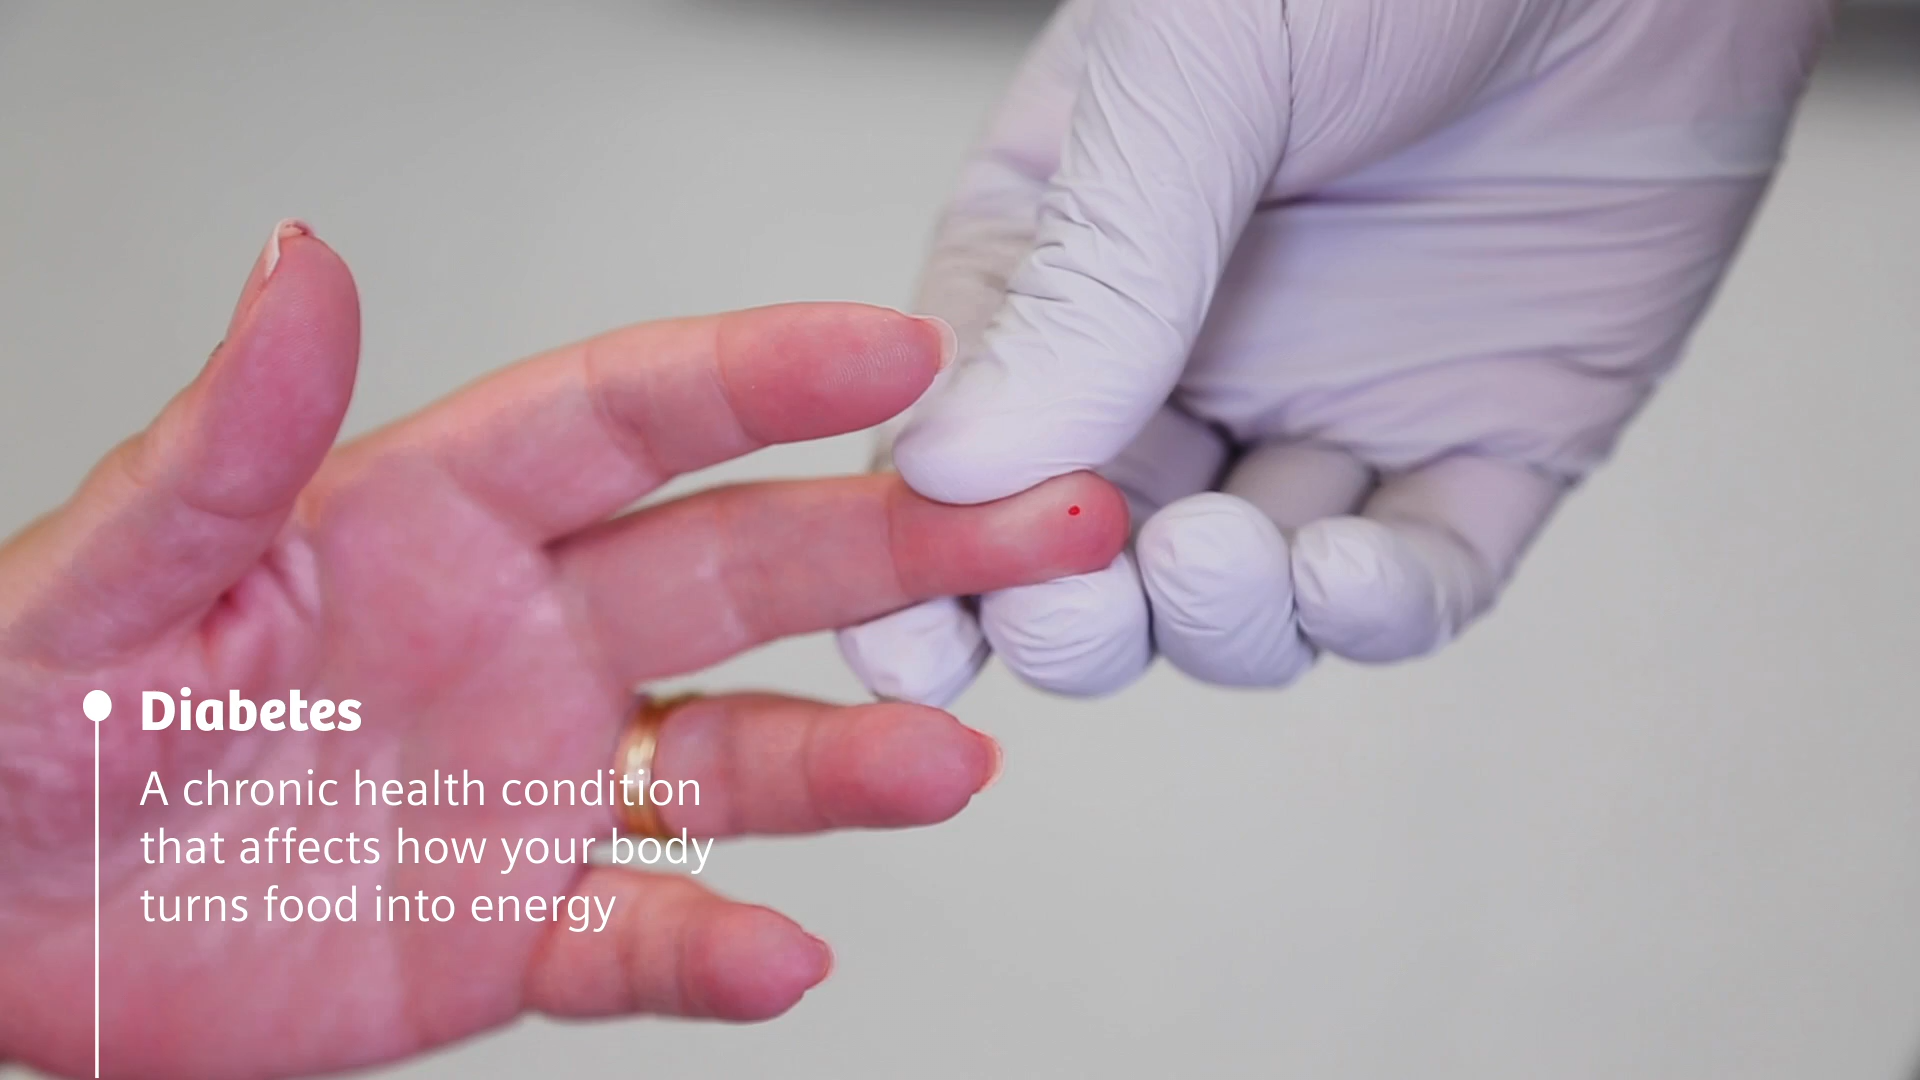 Diabetes
A chronic health condition
that affects how your body
turns food into energy